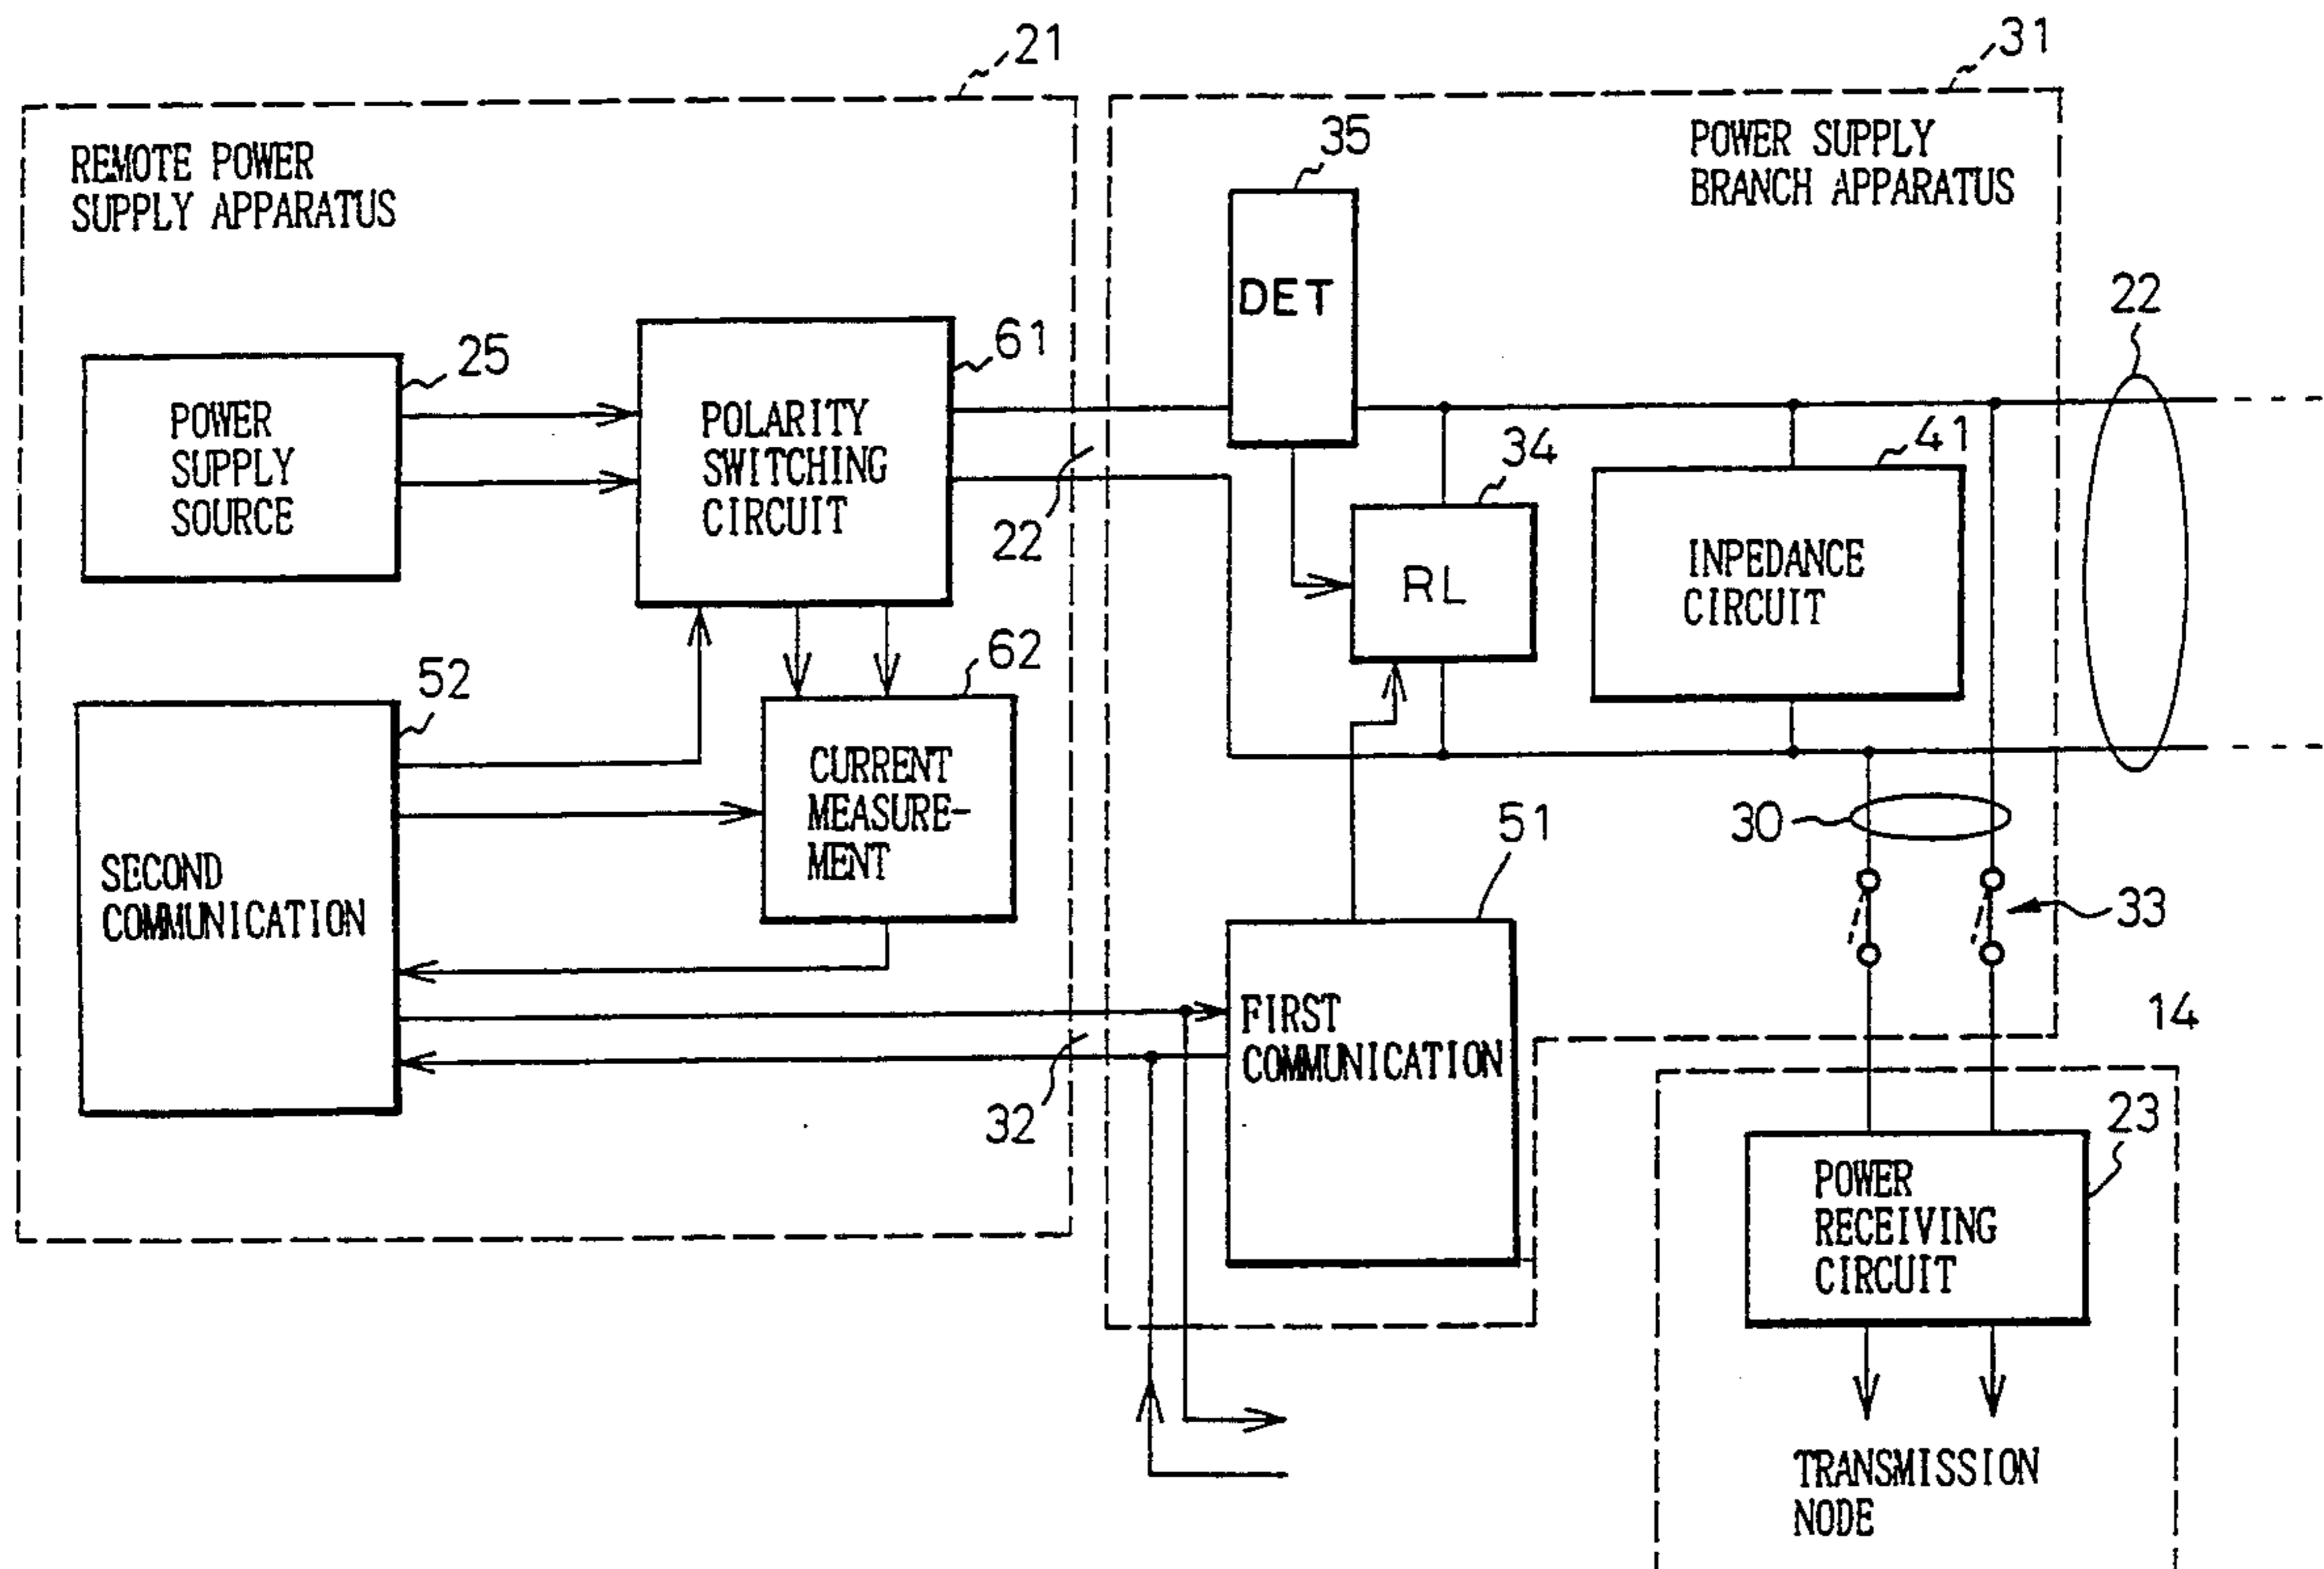 21
31
REMOTE POWER
SUPPLY APPARATUS
35
POWER SUPPLY
BRANCH APPARATUS
DET
22
25
61
POWER
SUPPLY
SOURCE
POLARITY
SWITCHING
CIRCUIT
22
34
41
RL
INPEDANCE
CIRCUIT
52
62
SECOND
COMMUNICATION
CURRENT
MEASURE-
MENT
51
30
33
32
FIRST
COMMUNICATION
14
23
POWER
RECEIVING
CIRCUIT
TRANSMISSION
NODE